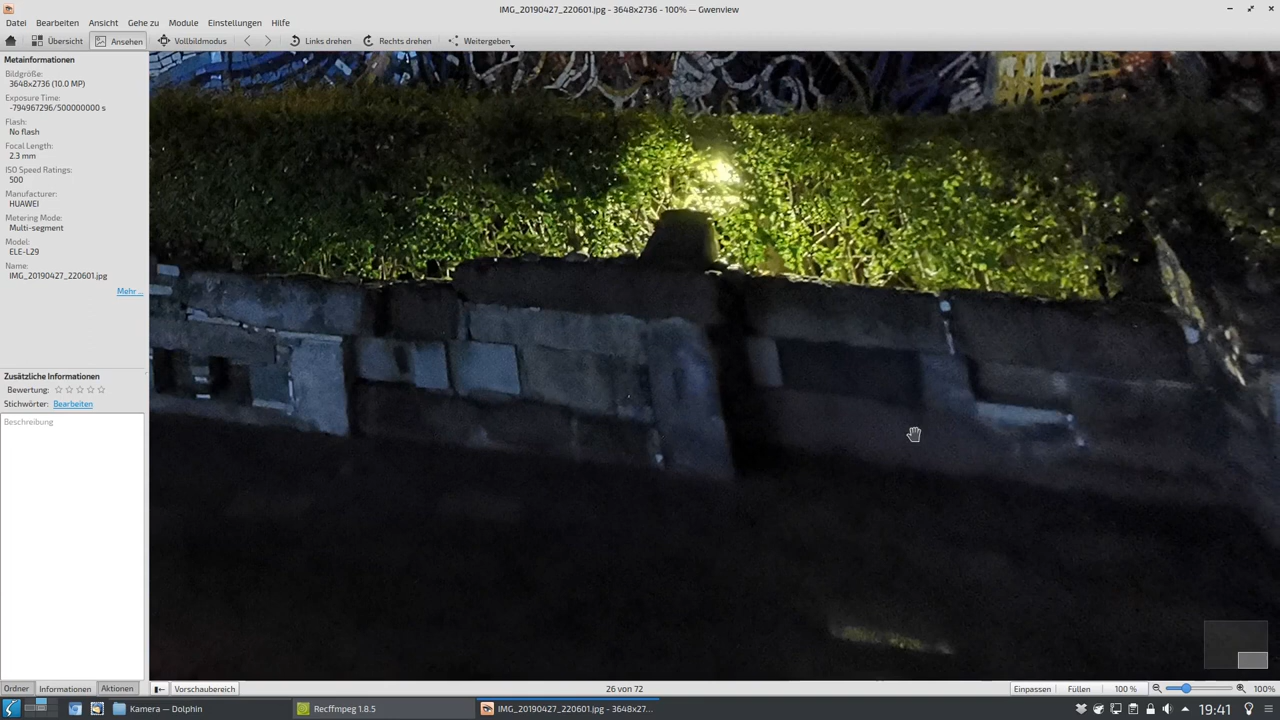 IMG_20190427_220601.jpg - 3648x2736 - 100% — Gwenview
Datei Bearbeiten Ansicht Gehe zu Module Einstellungen Hilfe
Übersicht Ansehen Vollbildmodus Links drehen Rechts drehen Weitergeben
Metainformationen
Bildgröße:
3648x2736 (10.0 MP)
Exposure Time:
-794967296/500000000 s
Flash:
No flash
Focal Length:
2.3 mm
ISO Speed Ratings:
500
Manufacturer:
HUAWEI
Metering Mode:
Multi-segment
Model:
ELE-L29
Name:
IMG_20190427_220601.jpg
Mehr ...
Zusätzliche Informationen
Bewertung:
Stichwörter: Bearbeiten
Beschreibung
Ordner Informationen Aktionen Vorschaubereich 26 von 72 Einpassen Füllen 100 % 100%
Kamera — Dolphin Recffmpeg 1.8.5 IMG_20190427_220601.jpg - 3648x27... 19:41